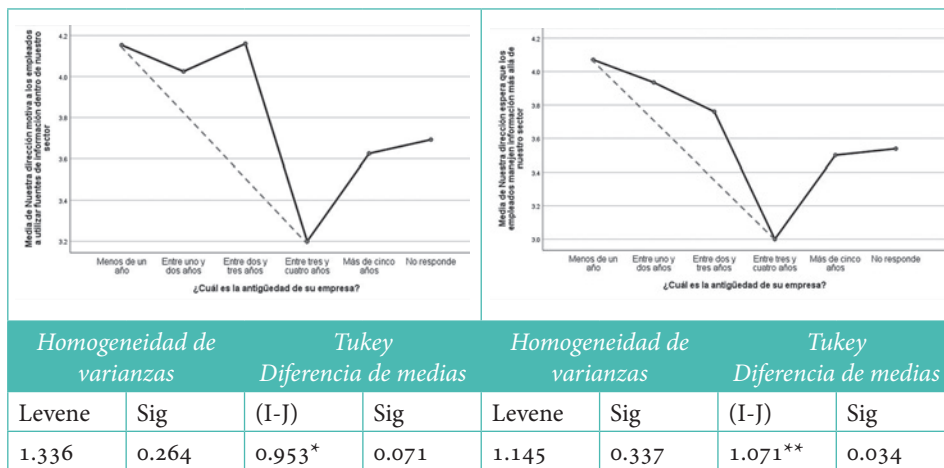 Media de Nuestra dirección motiva a los empleados
a utilizar fuentes de información dentro de nuestro
sector
4.2
4.0
3.8
3.6
3.4
3.2
Menos de un
año
Entre uno y
dos años
Entre dos y
tres años
Entre tres y
cuatro años
Más de cinco
años
No responde
¿Cuál es la antigüedad de su empresa?
Media de Nuestra dirección espera que los
empleados manejen información más allá de
nuestro sector
4.2
4.0
3.8
3.6
3.4
3.2
3.0
Menos de un
año
Entre uno y
dos años
Entre dos y
tres años
Entre tres y
cuatro años
Más de cinco
años
No responde
¿Cuál es la antigüedad de su empresa?
Homogeneidad de
varianzas
Tukey
Diferencia de medias
Homogeneidad de
varianzas
Tukey
Diferencia de medias
Levene Sig (I-J) Sig Levene Sig (I-J) Sig
1.336 0.264 0.953* 0.071 1.145 0.337 1.071** 0.034